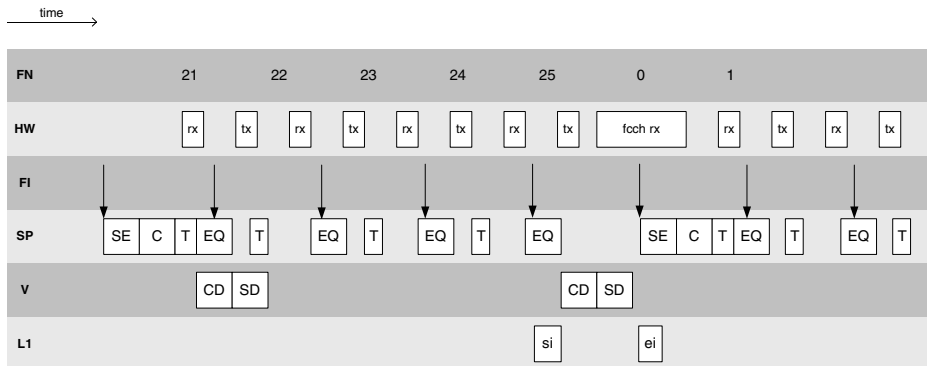 time
FN 21 22 23 24 25 0 1
HW rx tx rx tx rx tx rx tx fcch rx rx tx rx tx
FI
SP SE C T EQ T EQ T EQ T EQ SE C T EQ T EQ T
V CD SD CD SD
L1 si ei